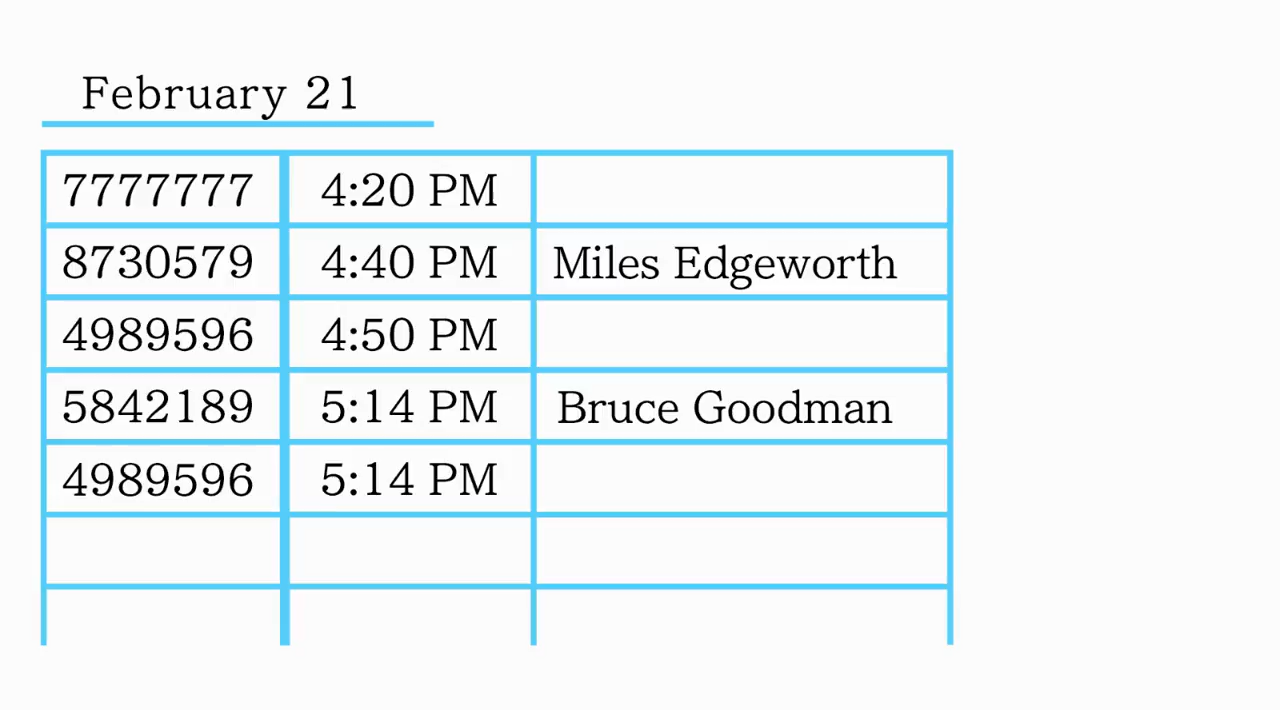 February 21
7777777 4:20 PM
8730579 4:40 PM Miles Edgeworth
4989596 4:50 PM
5842189 5:14 PM Bruce Goodman
4989596 5:14 PM